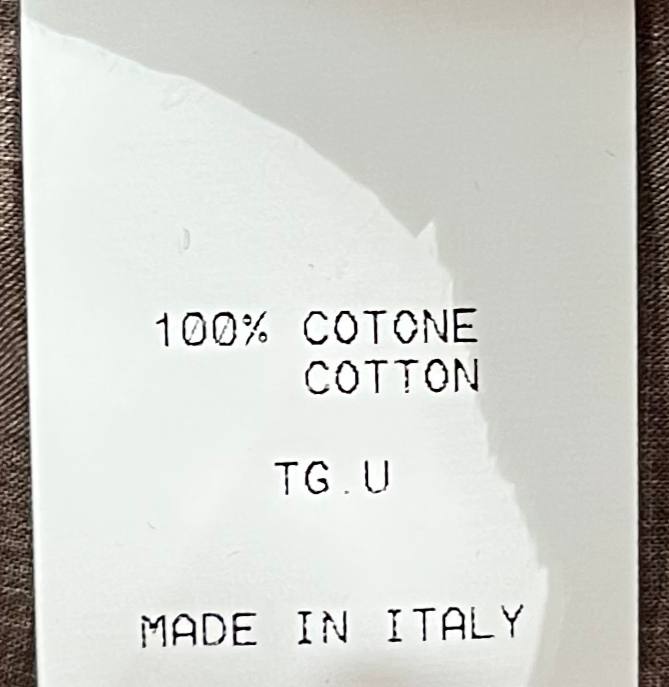 100% COTONE
COTTON
TG.U
MADE IN ITALY